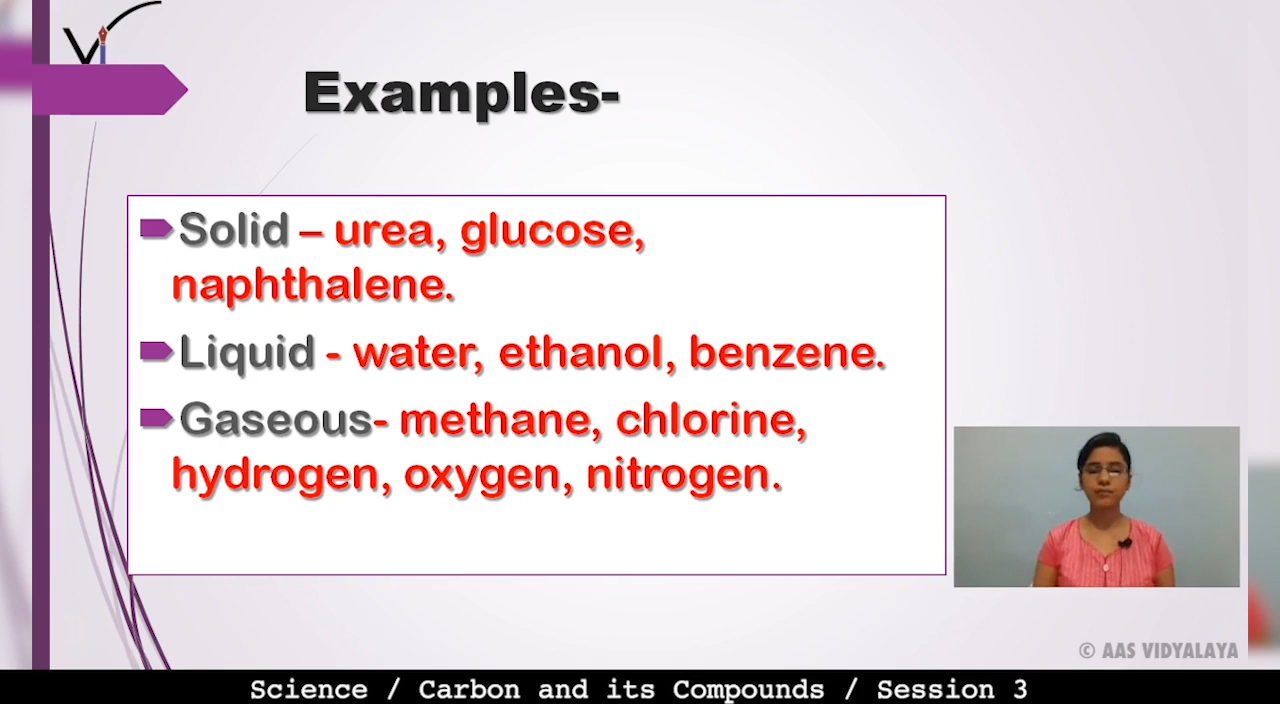 Vi
Examples-
Solid – urea, glucose,
naphthalene.
Liquid - water, ethanol, benzene.
Gaseous- methane, chlorine,
hydrogen, oxygen, nitrogen.
© AAS VIDYALAYA
Science / Carbon and its Compounds / Session 3